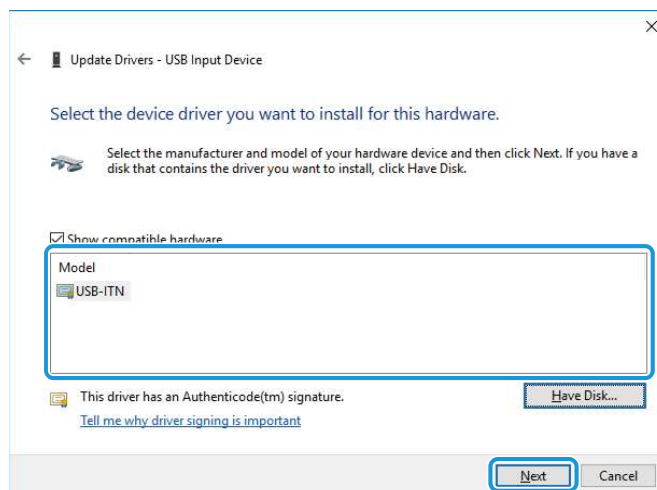 Update Drivers - USB Input Device
Select the device driver you want to install for this hardware.
Select the manufacturer and model of your hardware device and then click Next. If you have a
disk that contains the driver you want to install, click Have Disk.
Show compatible hardware
Model
USB-ITN
This driver has an Authenticode(tm) signature.
Have Disk...
Tell me why driver signing is important
Next
Cancel